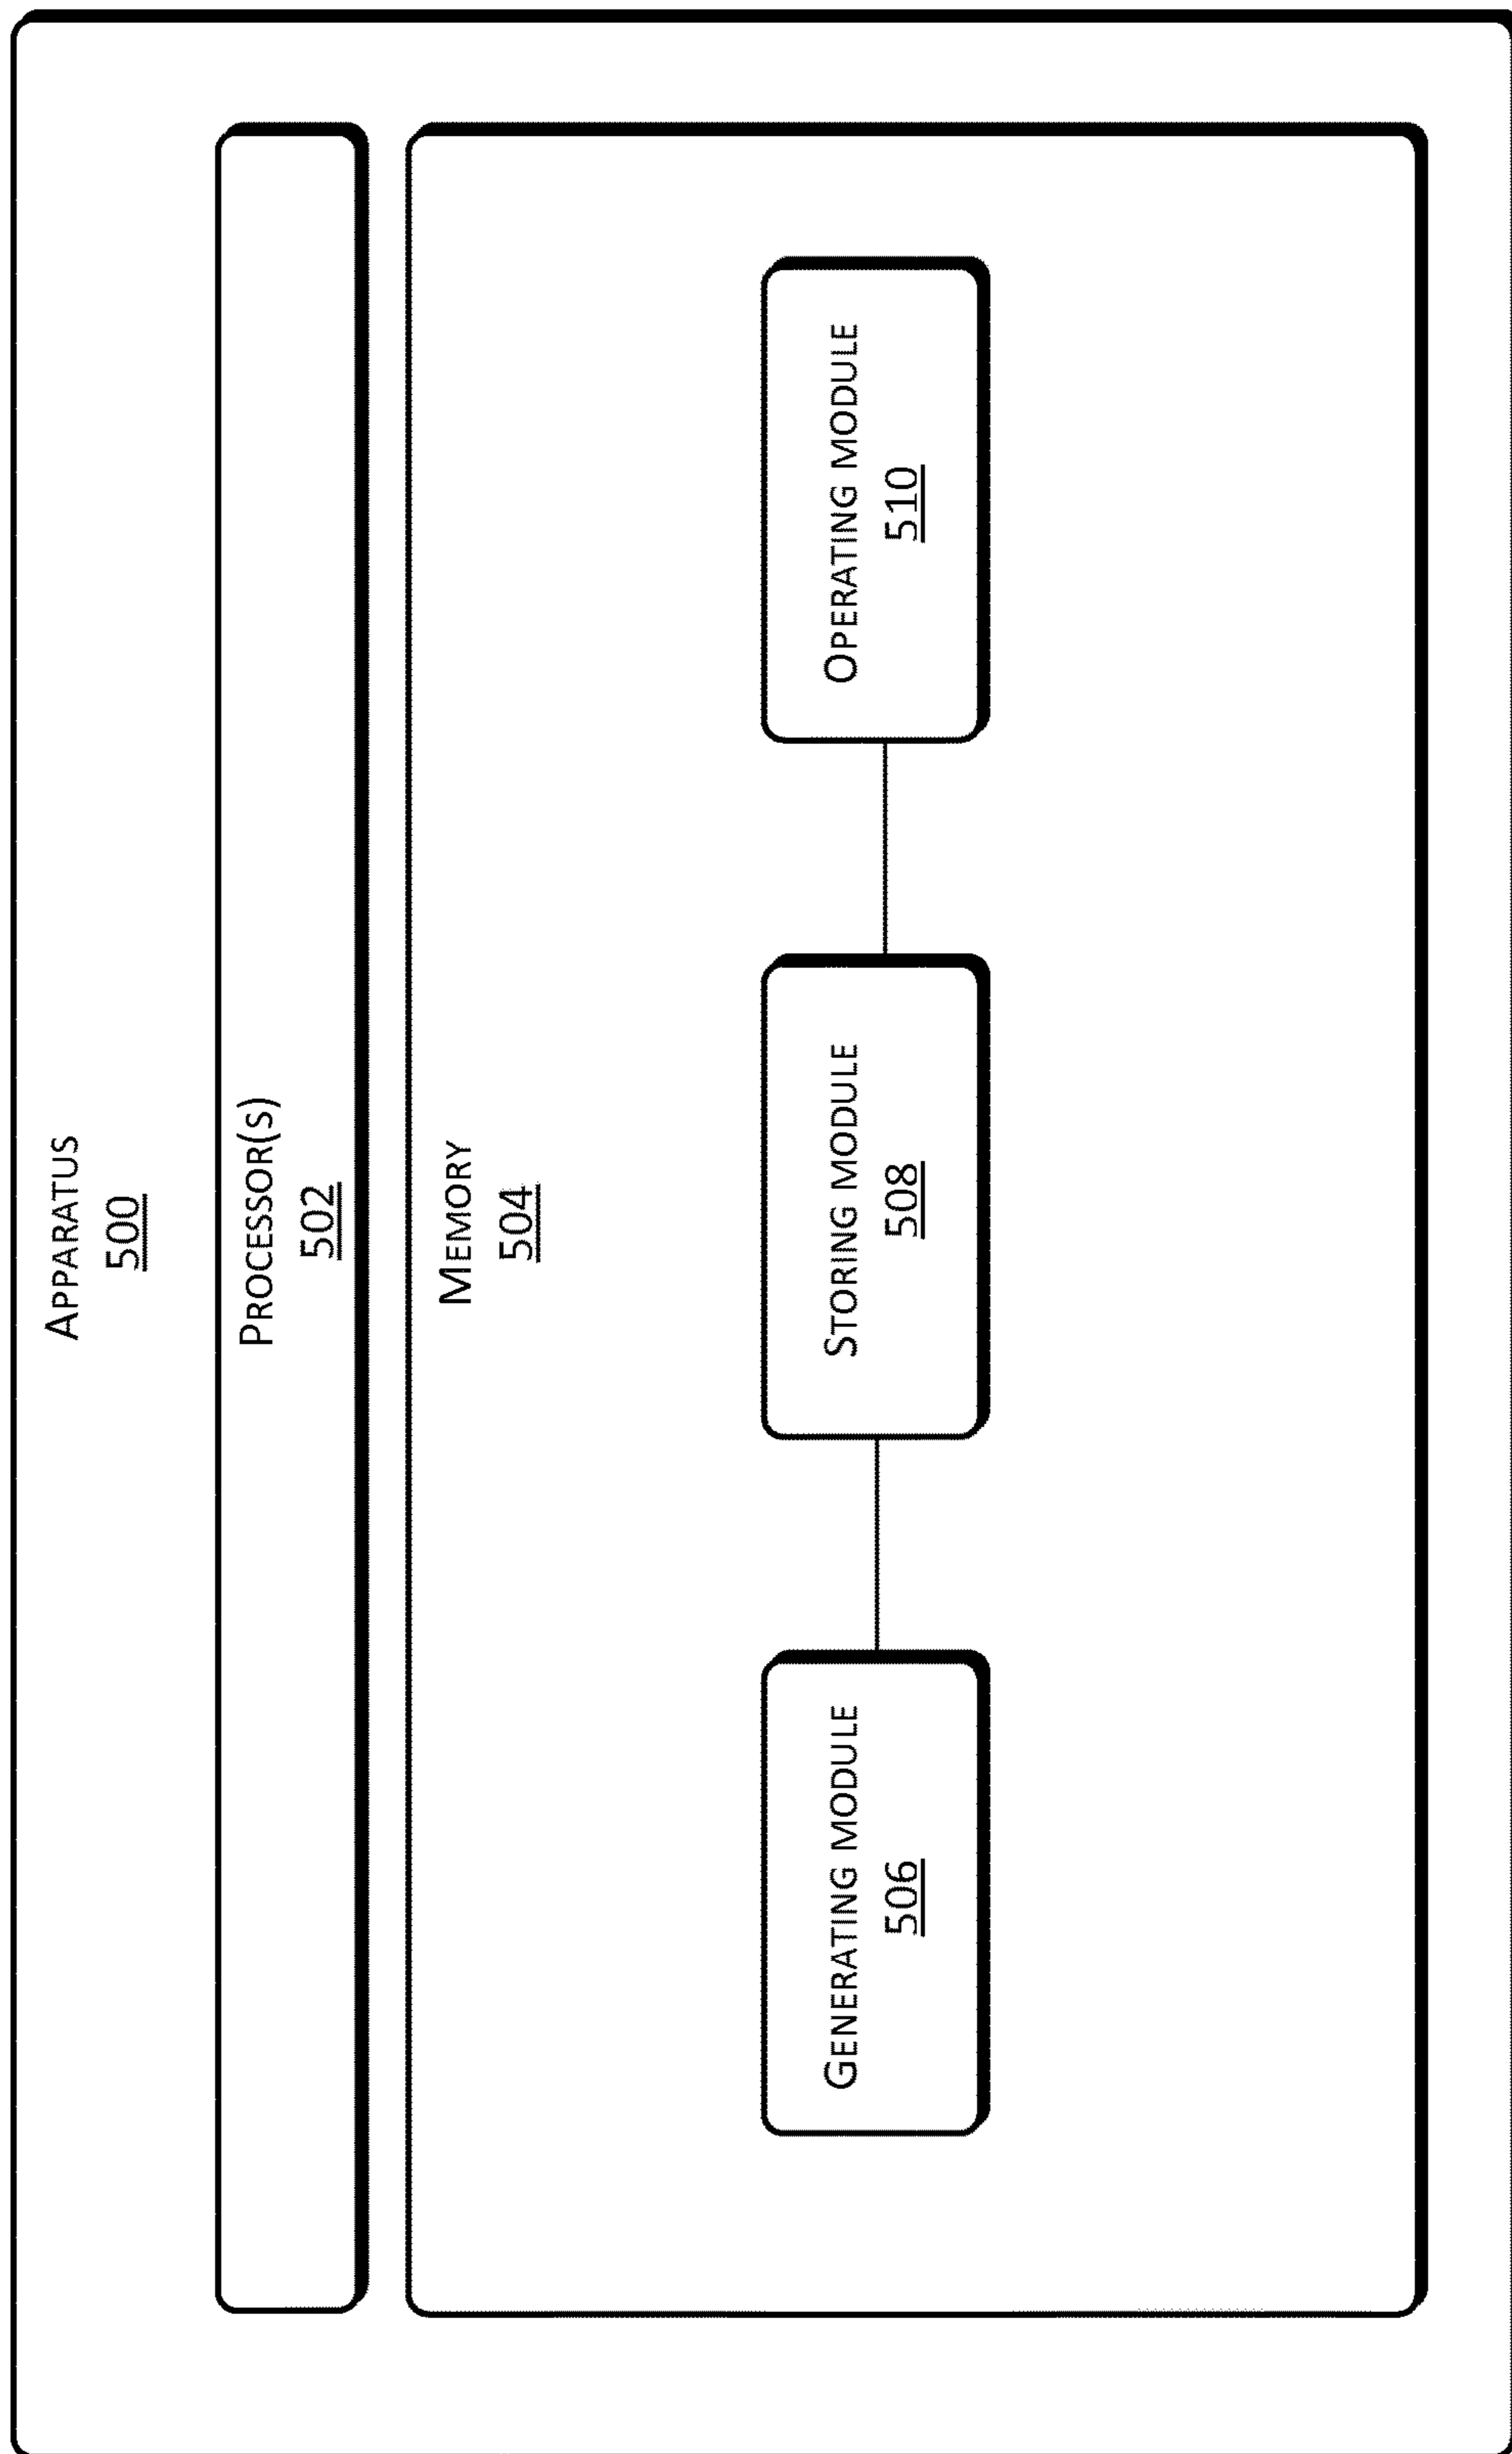 APPARATUS
500
PROCESSOR(S)
502
MEMORY
504
GENERATING MODULE
506
STORING MODULE
508
OPERATING MODULE
510